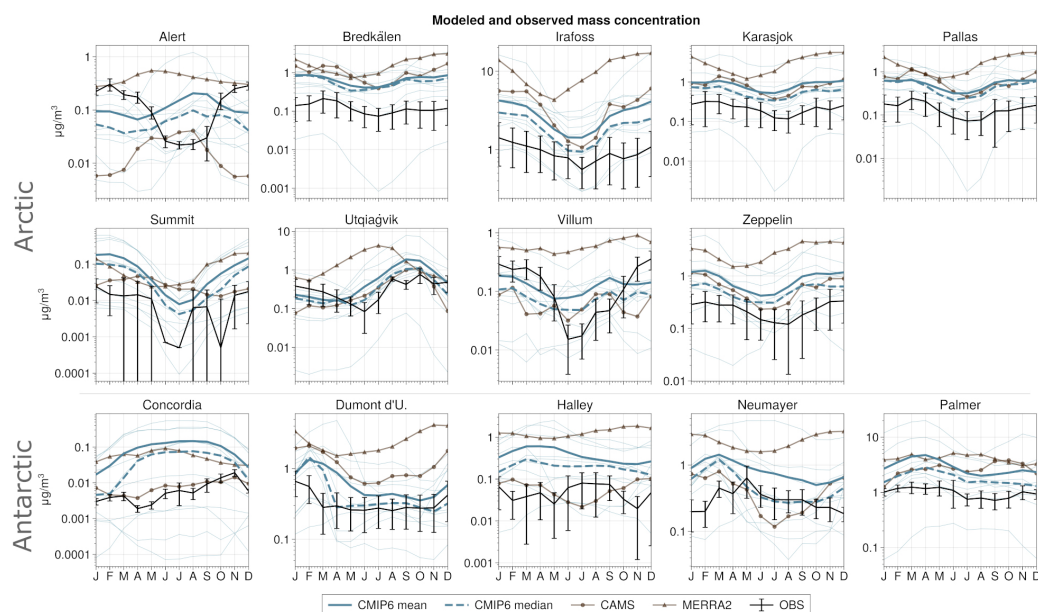 Modeled and observed mass concentration
Alert
Bredkälen
Irafoss
Karasjok
Pallas
1
0.1
0.01
µg/m³
10
1
0.1
0.01
0.001
10
1
10
1
0.1
0.01
10
1
0.1
0.01
Arctic
Summit
Utqiaġvik
Villum
Zeppelin
0.1
0.01
0.001
0.0001
µg/m³
10
1
0.1
0.01
1
0.1
0.01
10
1
0.1
0.01
Concordia
Dumont d'U.
Halley
Neumayer
Palmer
0.1
0.01
0.001
0.0001
µg/m³
1
0.1
1
0.1
0.01
0.001
1
0.1
10
1
0.1
Antarctic
J F M A M J J A S O N D
J F M A M J J A S O N D
J F M A M J J A S O N D
J F M A M J J A S O N D
J F M A M J J A S O N D
CMIP6 mean
CMIP6 median
CAMS
MERRA2
OBS